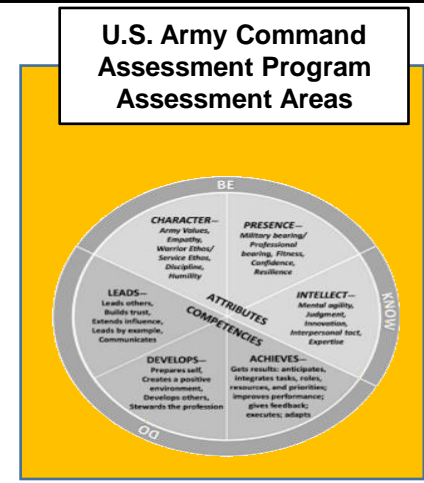 U.S. Army Command
Assessment Program
Assessment Areas
BE
CHARACTER—
Army Values,
Empathy,
Warrior Ethos/
Service Ethos,
Discipline,
Humility
PRESENCE—
Military bearing/
Professional
bearing, Fitness,
Confidence,
Resilience
LEADS—
Leads others,
Builds trust,
Extends influence,
Leads by example,
Communicates
ATTRIBUTES
COMPETENCIES
INTELLECT—
Mental agility,
Judgment,
Innovation,
Interpersonal tact,
Expertise
KNOW
DEVELOPS—
Prepares self,
Creates a positive
environment,
Develops others,
Stewards the profession
ACHIEVES—
Gets results: anticipates,
integrates tasks, roles,
resources, and priorities;
improves performance;
gives feedback;
executes; adapts
DO